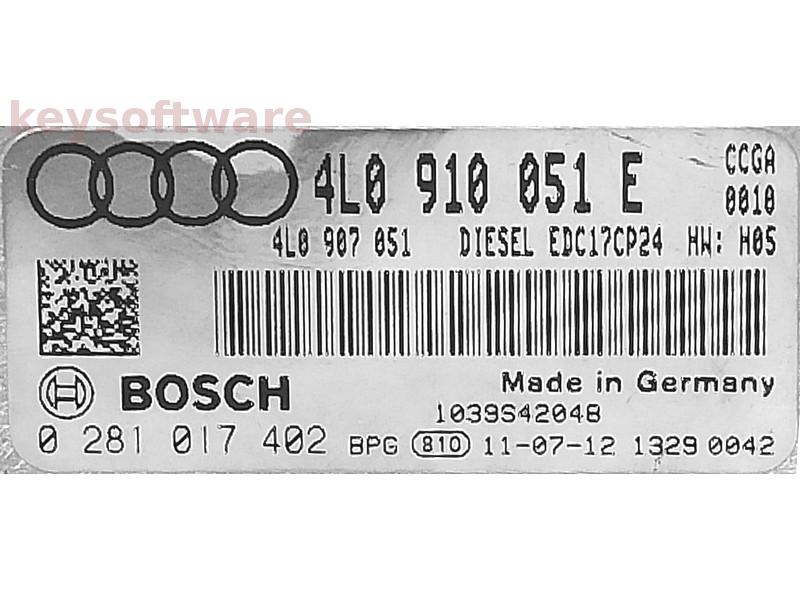 keysoftware
4L0 910 051 E
CCGA
0010
4L0 907 051 DIESEL EDC17CP24 HW: H05
BOSCH
Made in Germany
1039S42048
0 281 017 402 BPG 810 11-07-12 1329 0042